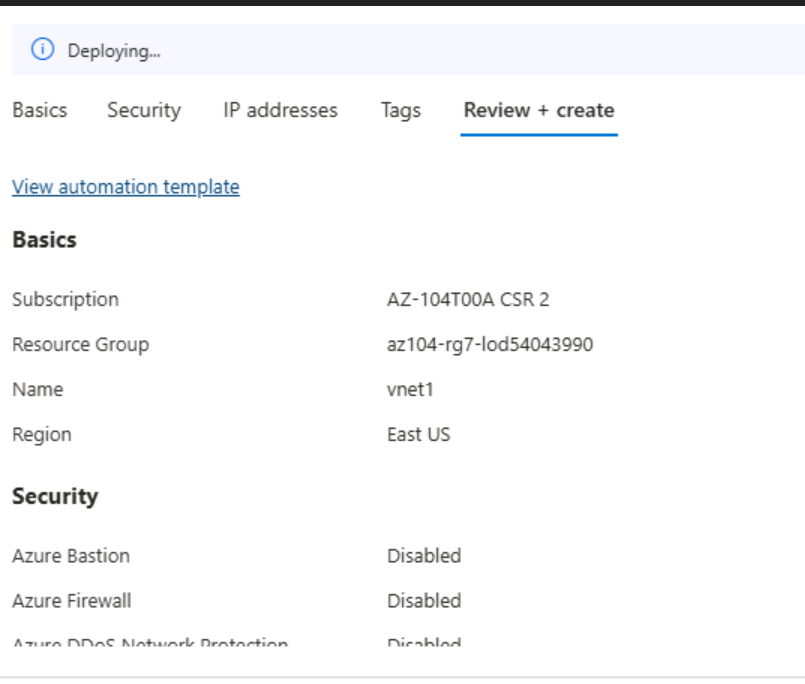 Deploying...
Basics Security IP addresses Tags Review + create
View automation template
Basics
Subscription AZ-104T00A CSR 2
Resource Group az104-rg7-lod54043990
Name vnet1
Region East US
Security
Azure Bastion Disabled
Azure Firewall Disabled
Azure DDoS Network Protection Disabled